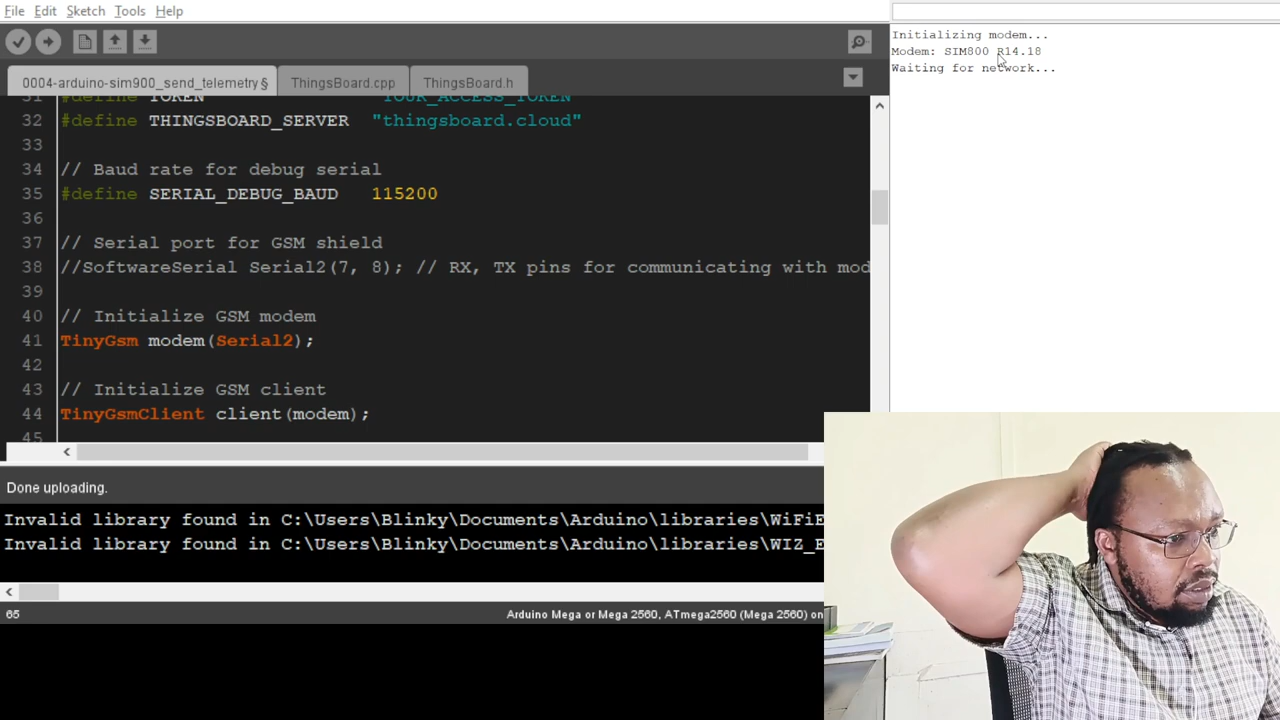 File Edit Sketch Tools Help
0004-arduino-sim900_send_telemetry§ ThingsBoard.cpp ThingsBoard.h
31 #define TOKEN "YOUR_ACCESS_TOKEN"
32 #define THINGSBOARD_SERVER "thingsboard.cloud"
33
34 // Baud rate for debug serial
35 #define SERIAL_DEBUG_BAUD 115200
36
37 // Serial port for GSM shield
38 //SoftwareSerial Serial2(7, 8); // RX, TX pins for communicating with mod
39
40 // Initialize GSM modem
41 TinyGsm modem(Serial2);
42
43 // Initialize GSM client
44 TinyGsmClient client(modem);
45
Done uploading.
Invalid library found in C:\Users\Blinky\Documents\Arduino\libraries\WiFiE
Invalid library found in C:\Users\Blinky\Documents\Arduino\libraries\WIZ_E
65 Arduino Mega or Mega 2560, ATmega2560 (Mega 2560) on
Initializing modem...
Modem: SIM800 R14.18
Waiting for network...